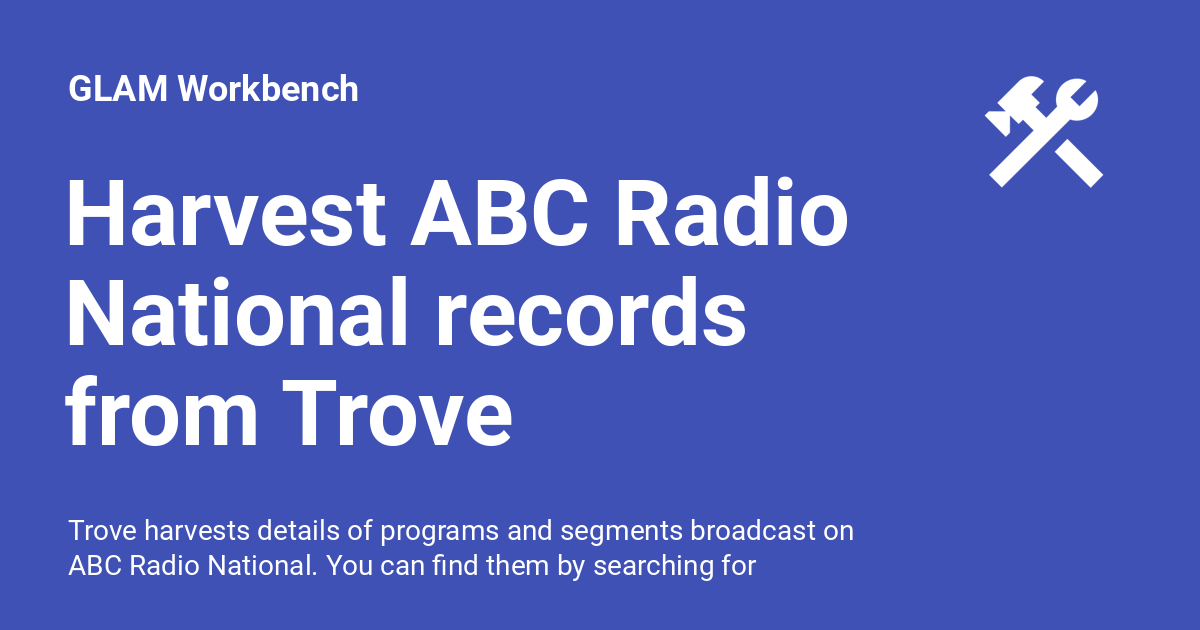 GLAM Workbench
Harvest ABC Radio
National records
from Trove
Trove harvests details of programs and segments broadcast on
ABC Radio National. You can find them by searching for